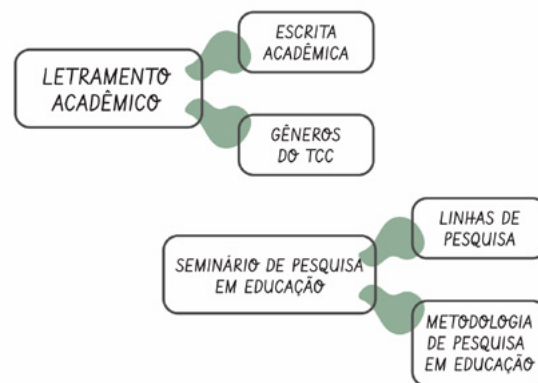 LETRAMENTO
ACADÊMICO
ESCRITA
ACADÊMICA
GÊNEROS
DO TCC
SEMINÁRIO DE PESQUISA
EM EDUCAÇÃO
LINHAS DE
PESQUISA
METODOLOGIA
DE PESQUISA
EM EDUCAÇÃO